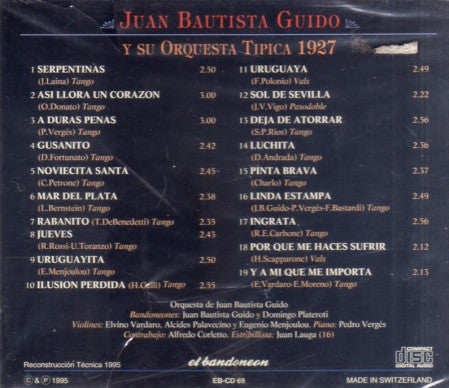 JUAN BAUTISTA GUIDO
Y SU ORQUESTA TIPICA 1927
1 SERPENTINAS 2.50
(J.Laina) Tango
2 ASI LLORA UN CORAZON 3.00
(O.Donato) Tango
3 A DURAS PENAS 3.00
(P.Vergés) Tango
4 GUSANITO 2.42
(D.Fortunato) Tango
5 NOVIECITA SANTA 2.45
(C.Petrone) Tango
6 MAR DEL PLATA 2.38
(L.Bernstein) Tango
7 RABANITO (T.DeBenedetti) Tango 2.55
8 JUEVES 2.43
(R.Rossi-U.Toranzo) Tango
9 URUGUAYITA 2.50
(E.Menjoulou) Tango
10 ILUSION PERDIDA Tango 2.55
11 URUGUAYA 2.49
(F.Polonio) Vals
12 SOL DE SEVILLA 2.22
(J.V.Vigo) Pasodoble
13 DEJA DE ATORRAR 2.56
(S.P.Ríos) Tango
14 LUCHITA 2.36
(D.Andrada) Tango
15 PINTA BRAVA 2.37
(Charlo) Tango
16 LINDA ESTAMPA 2.49
(J.B.Guido-P.Vergés-F.Bastardi) Tango
17 INGRATA 2.56
(R.E.Carbone) Tango
18 POR QUE ME HACES SUFRIR 2.12
(H.Scapparone) Vals
19 Y A MI QUE ME IMPORTA 2.13
(E.Vardaro-E.Moreno) Tango
Orquesta de Juan Bautista Guido
Bandoneones: Juan Bautista Guido y Domingo Plateroti
Violines: Elvino Vardaro, Alcides Palavecino y Eugenio Menjoulou. Piano: Pedro Vergés
Contrabajo: Alfredo Corletto. Estribillista: Juan Lauga (16)
Reconstrucción Técnica 1995
© & ℗ 1995
el bandoneon
EB-CD 69
COMPACT
disc
DIGITAL AUDIO
MADE IN SWITZERLAND